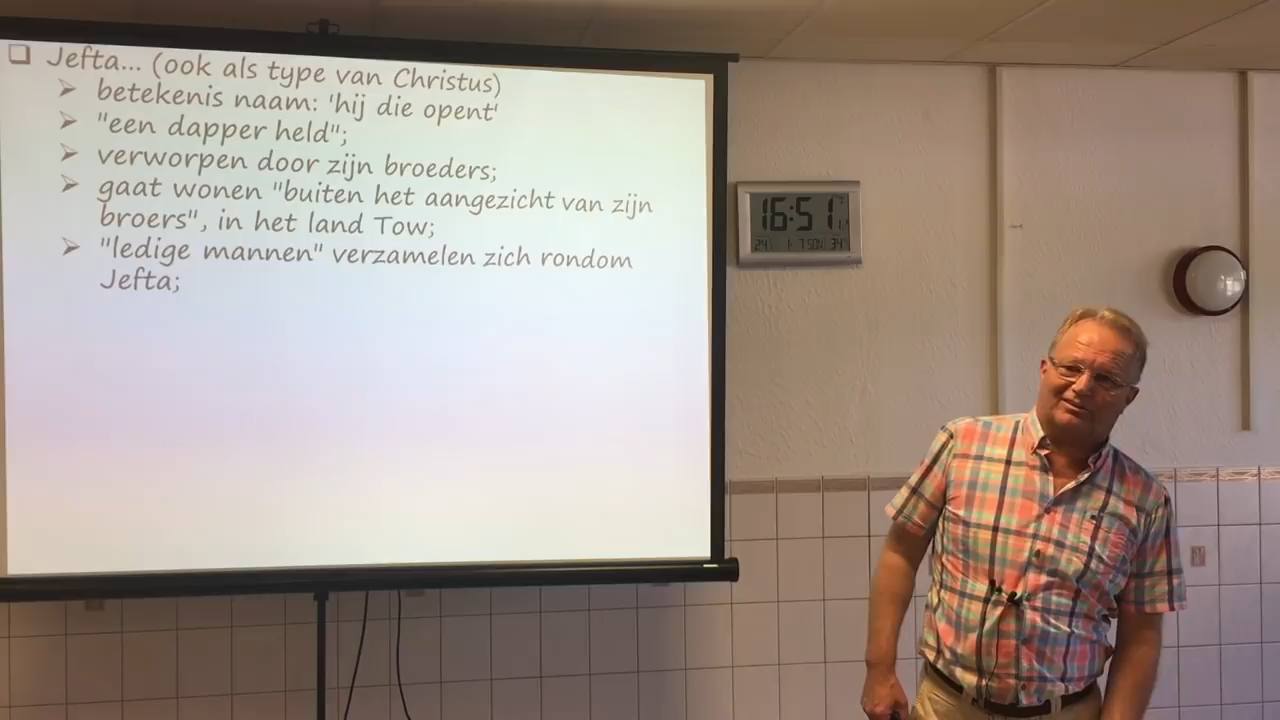 Jefta... (ook als type van Christus)
betekenis naam: 'hij die opent'
"een dapper held";
verworpen door zijn broeders;
gaat wonen "buiten het aangezicht van zijn
broers", in het land Tow;
"ledige mannen" verzamelen zich rondom
Jefta;
16:51